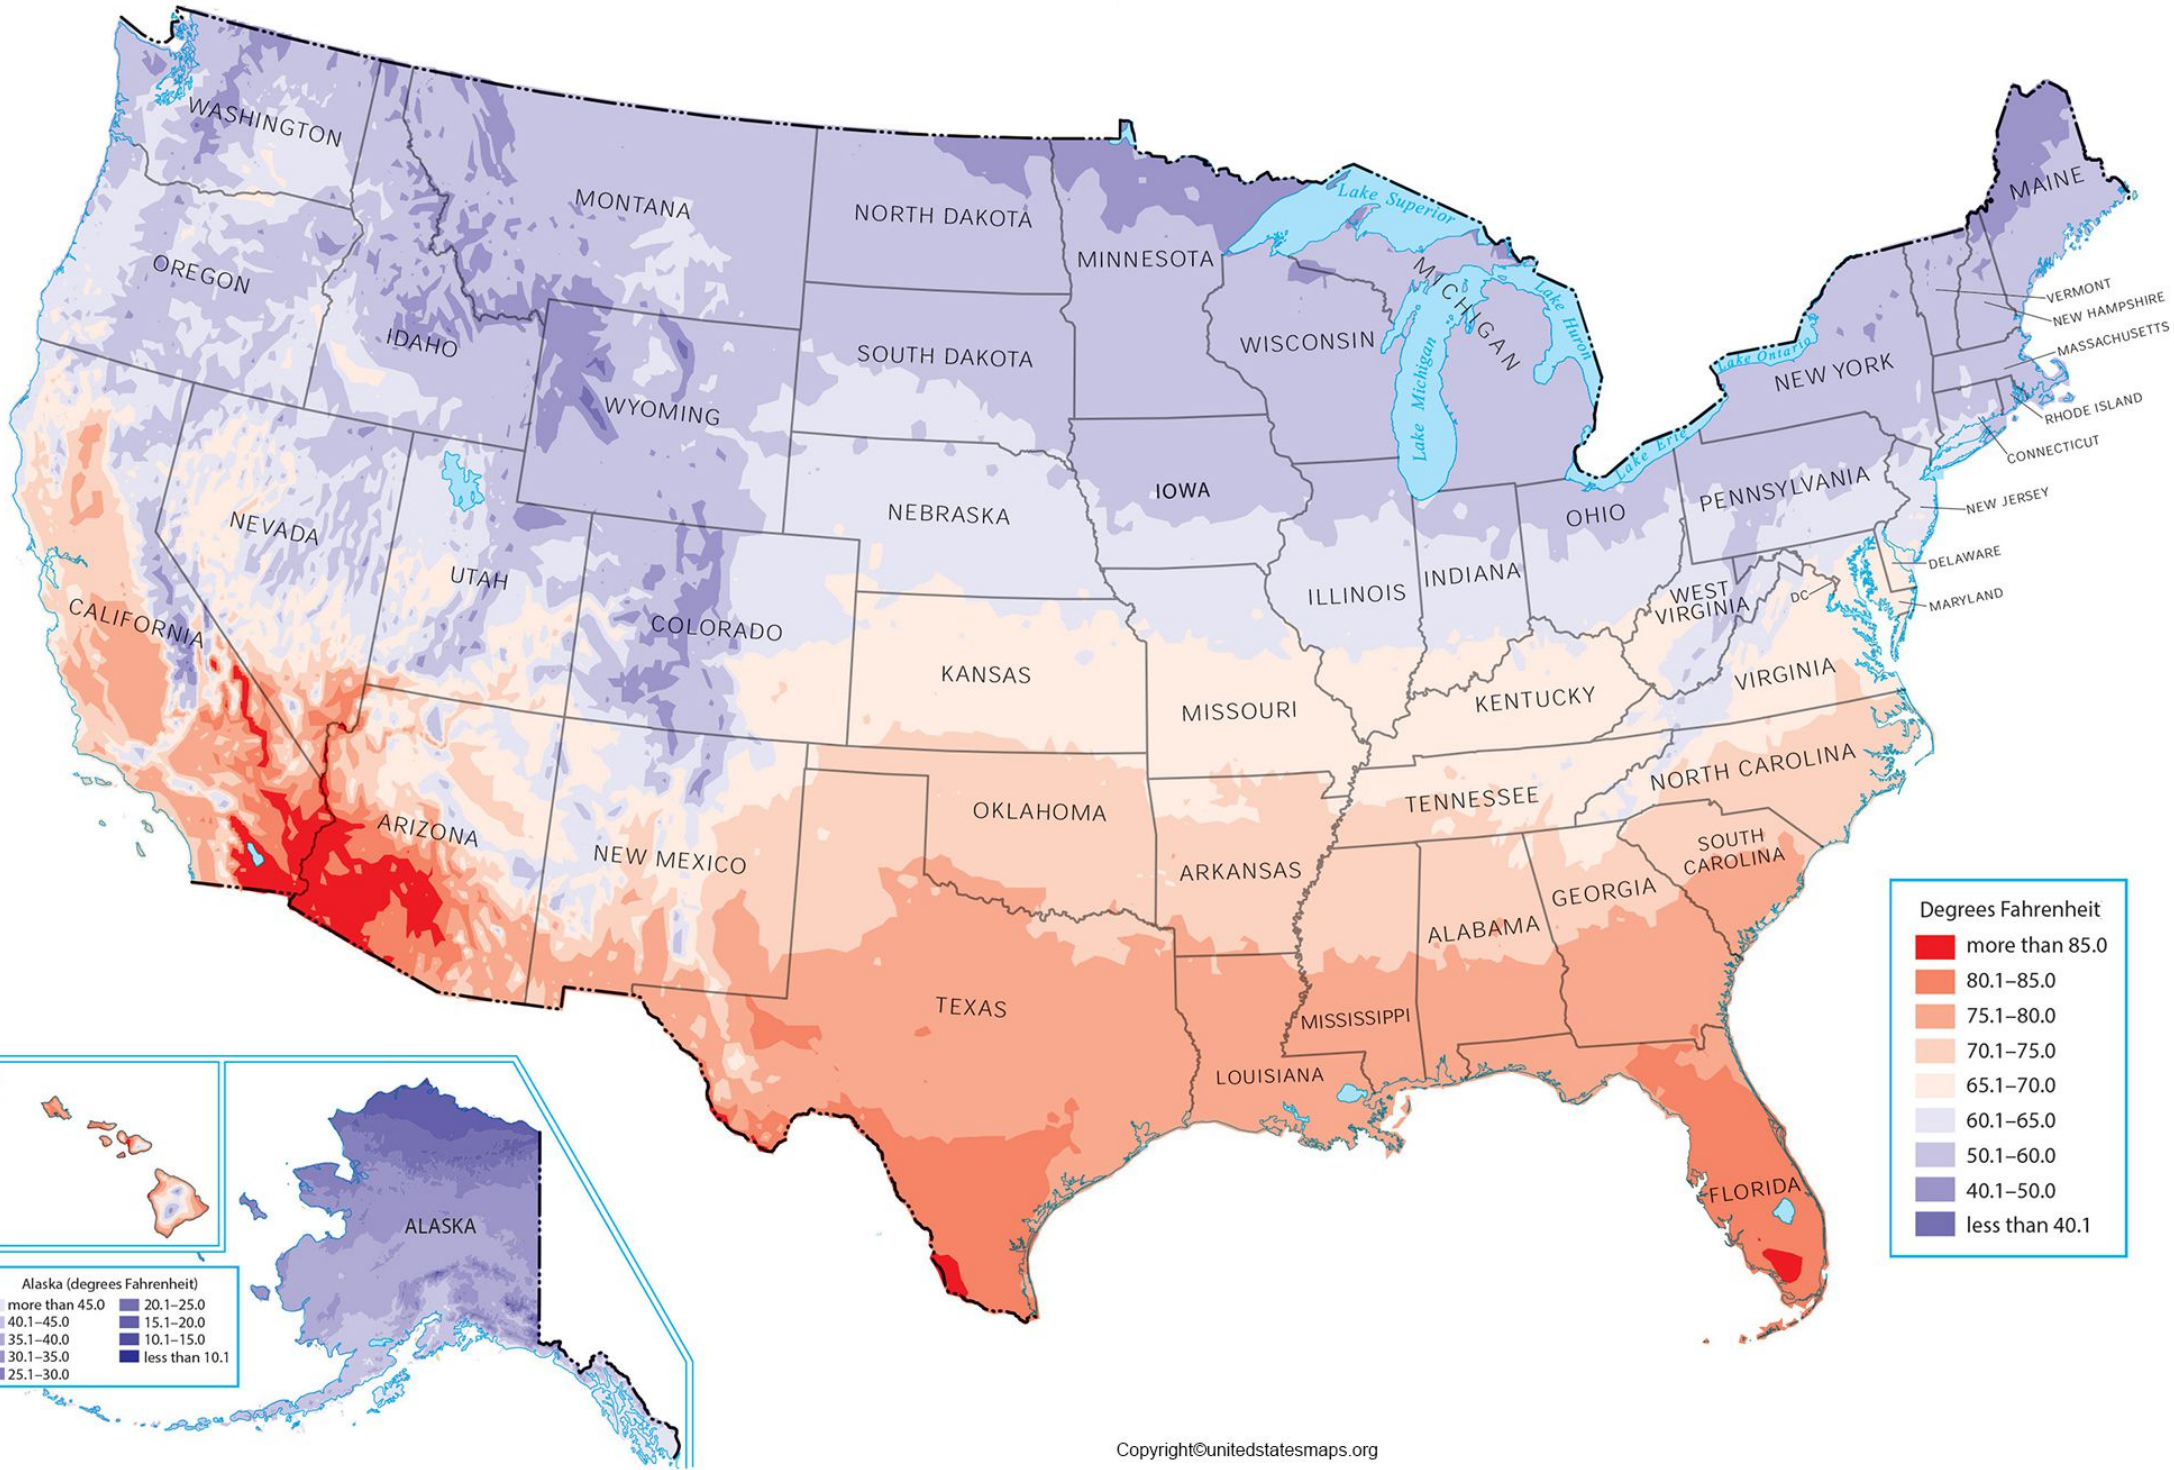 WASHINGTON
OREGON
IDAHO
MONTANA
WYOMING
NORTH DAKOTA
SOUTH DAKOTA
NEBRASKA
MINNESOTA
IOWA
WISCONSIN
MICHIGAN
Lake Superior
Lake Michigan
Lake Huron
Lake Erie
Lake Ontario
MAINE
VERMONT
NEW HAMPSHIRE
MASSACHUSETTS
RHODE ISLAND
CONNECTICUT
NEW YORK
PENNSYLVANIA
NEW JERSEY
DELAWARE
MARYLAND
DC
OHIO
INDIANA
ILLINOIS
WEST
VIRGINIA
VIRGINIA
KENTUCKY
NEVADA
UTAH
COLORADO
CALIFORNIA
KANSAS
MISSOURI
ARIZONA
NEW MEXICO
OKLAHOMA
ARKANSAS
TENNESSEE
NORTH CAROLINA
SOUTH
CAROLINA
GEORGIA
ALABAMA
MISSISSIPPI
LOUISIANA
TEXAS
FLORIDA
ALASKA
Degrees Fahrenheit
more than 85.0
80.1–85.0
75.1–80.0
70.1–75.0
65.1–70.0
60.1–65.0
50.1–60.0
40.1–50.0
less than 40.1
Alaska (degrees Fahrenheit)
more than 45.0 20.1–25.0
40.1–45.0 15.1–20.0
35.1–40.0 10.1–15.0
30.1–35.0 less than 10.1
25.1–30.0
Copyright©unitedstatesmaps.org